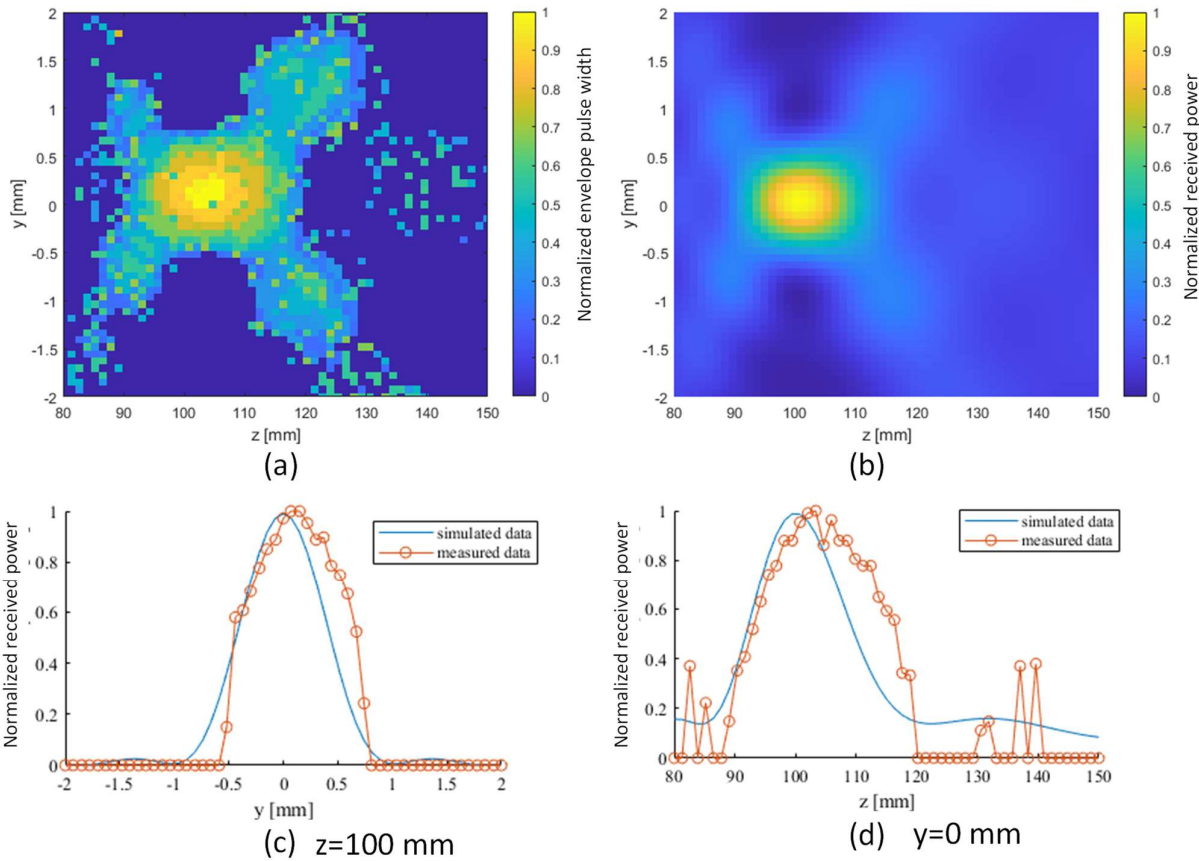 2
1.5
1
0.5
0
-0.5
-1
-1.5
-2
y [mm]
80 90 100 110 120 130 140 150
z [mm]
1
0.9
0.8
0.7
0.6
0.5
0.4
0.3
0.2
0.1
0
Normalized envelope pulse width
(a)
2
1.5
1
0.5
0
-0.5
-1
-1.5
-2
y [mm]
80 90 100 110 120 130 140 150
z [mm]
1
0.9
0.8
0.7
0.6
0.5
0.4
0.3
0.2
0.1
0
Normalized received power
(b)
Normalized received power
1
0.8
0.6
0.4
0.2
0
simulated data
measured data
-2 -1.5 -1 -0.5 0 0.5 1 1.5 2
y [mm]
(c) z=100 mm
Normalized received power
1
0.8
0.6
0.4
0.2
0
simulated data
measured data
80 90 100 110 120 130 140 150
z [mm]
(d) y=0 mm